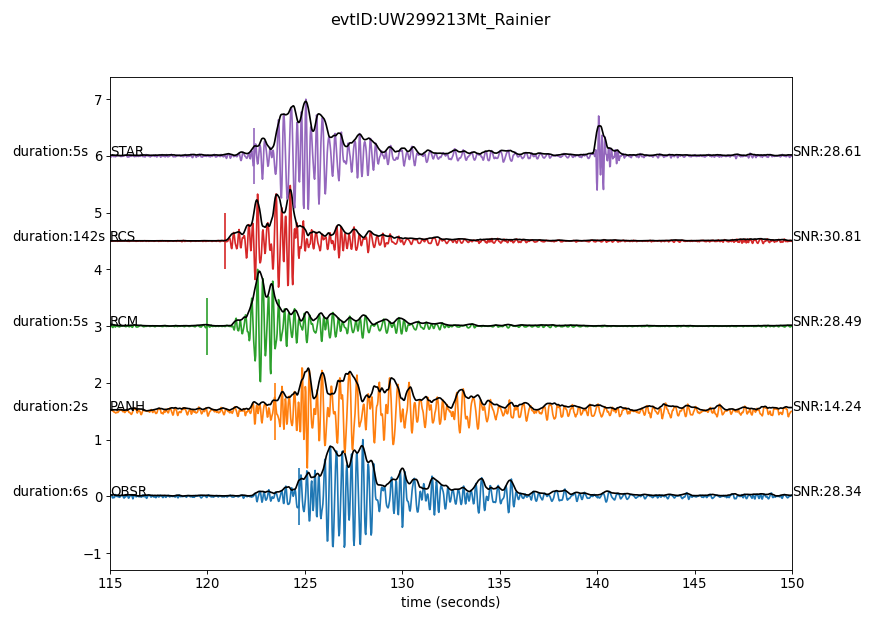 evtID:UW299213Mt_Rainier
7
duration:5s STAR 6 SNR:28.61
5
duration:142s RCS SNR:30.81
4
duration:5s RCM 3 SNR:28.49
2
duration:2s PANH SNR:14.24
1
duration:6s OBSR 0 SNR:28.34
−1
115 120 125 130 135 140 145 150
time (seconds)